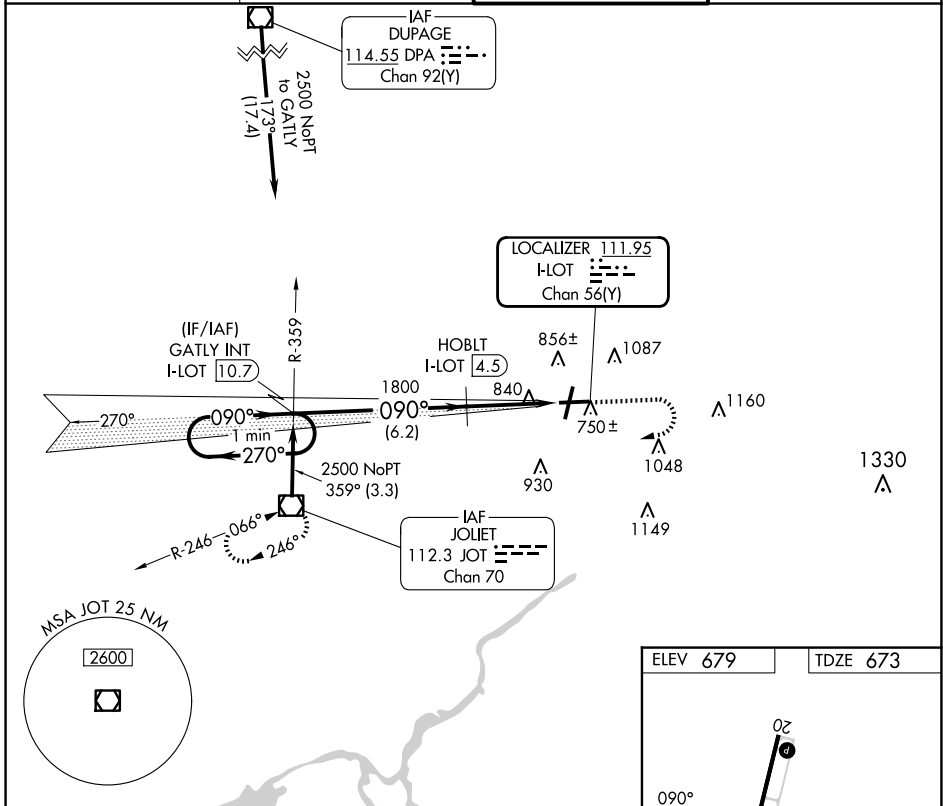 IAF
DUPAGE
114.55 DPA
Chan 92(Y)
2500 NoPT
to GATLY
173°
(17.4)
LOCALIZER 111.95
I-LOT
Chan 56(Y)
(IF/IAF)
GATLY INT
I-LOT 10.7
R-359
HOBLT
I-LOT 4.5
856±
1087
1800
840
270°
090°
090°
1160
1 min
(6.2)
750±
270°
1048
2500 NoPT
359° (3.3)
930
1330
1149
IAF
JOLIET
112.3 JOT
Chan 70
R-246
066°
246°
MSA JOT 25 NM
2600
ELEV 679
TDZE 673
20
P
090°